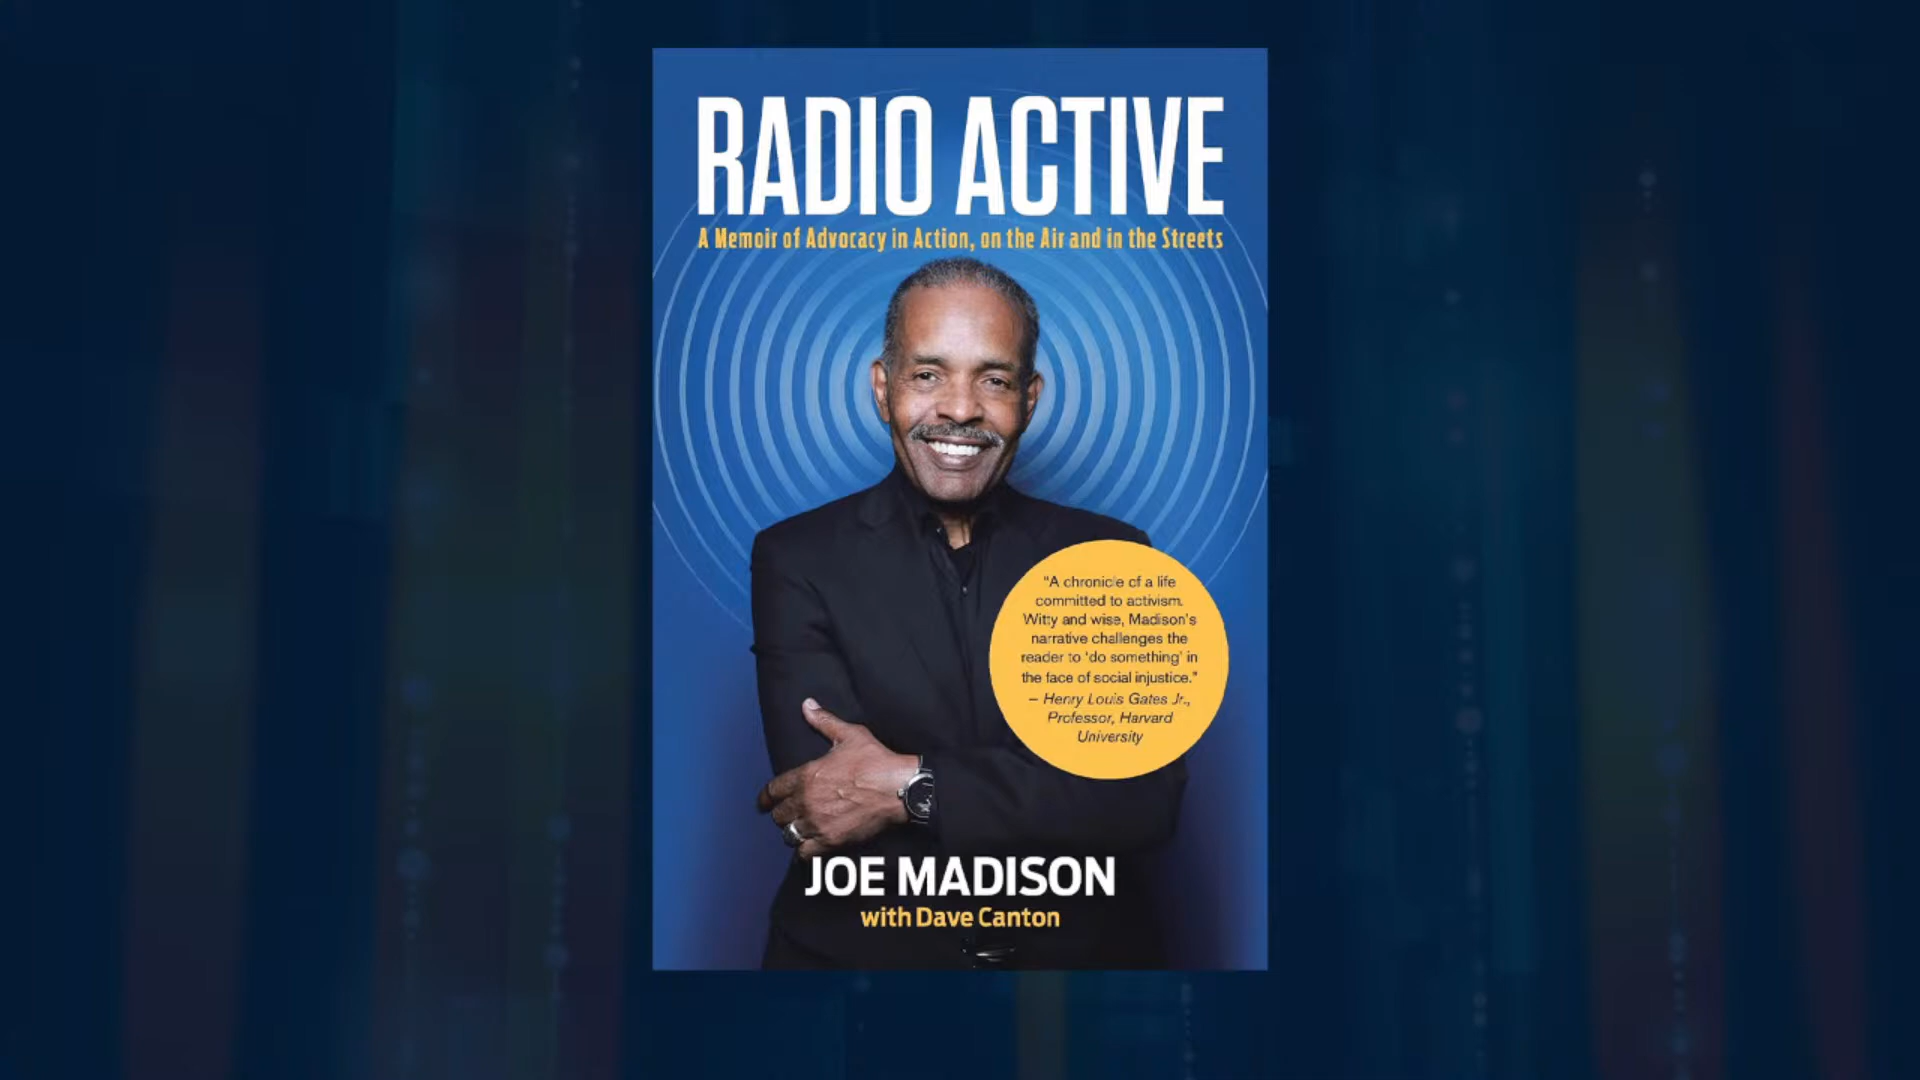 RADIO ACTIVE
A Memoir of Advocacy in Action, on the Air and in the Streets
"A chronicle of a life
committed to activism.
Witty and wise, Madison's
narrative challenges the
reader to 'do something' in
the face of social injustice."
– Henry Louis Gates Jr.,
Professor, Harvard
University
JOE MADISON
with Dave Canton